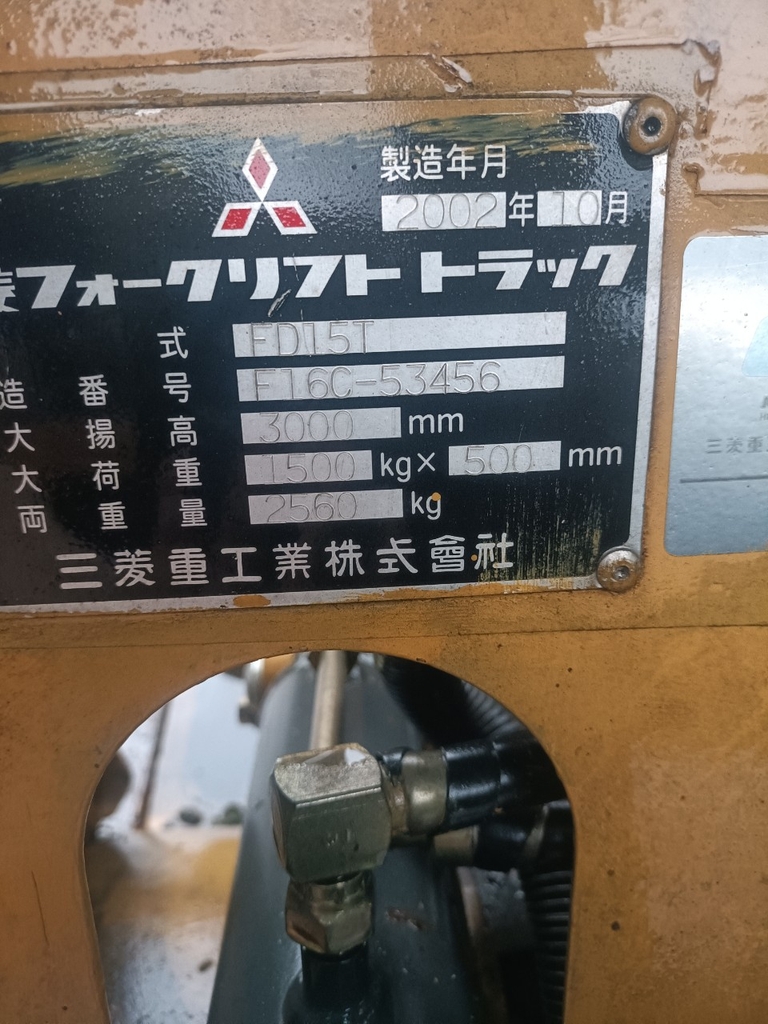 製造年月
2002年10月
菱フォークリフトトラック
式 FD15T
造番号 F16C-53456
大揚高 3000 mm
大荷重 1500 kg× 500 mm
両重量 2560 kg
三菱重工業株式會社
三菱重